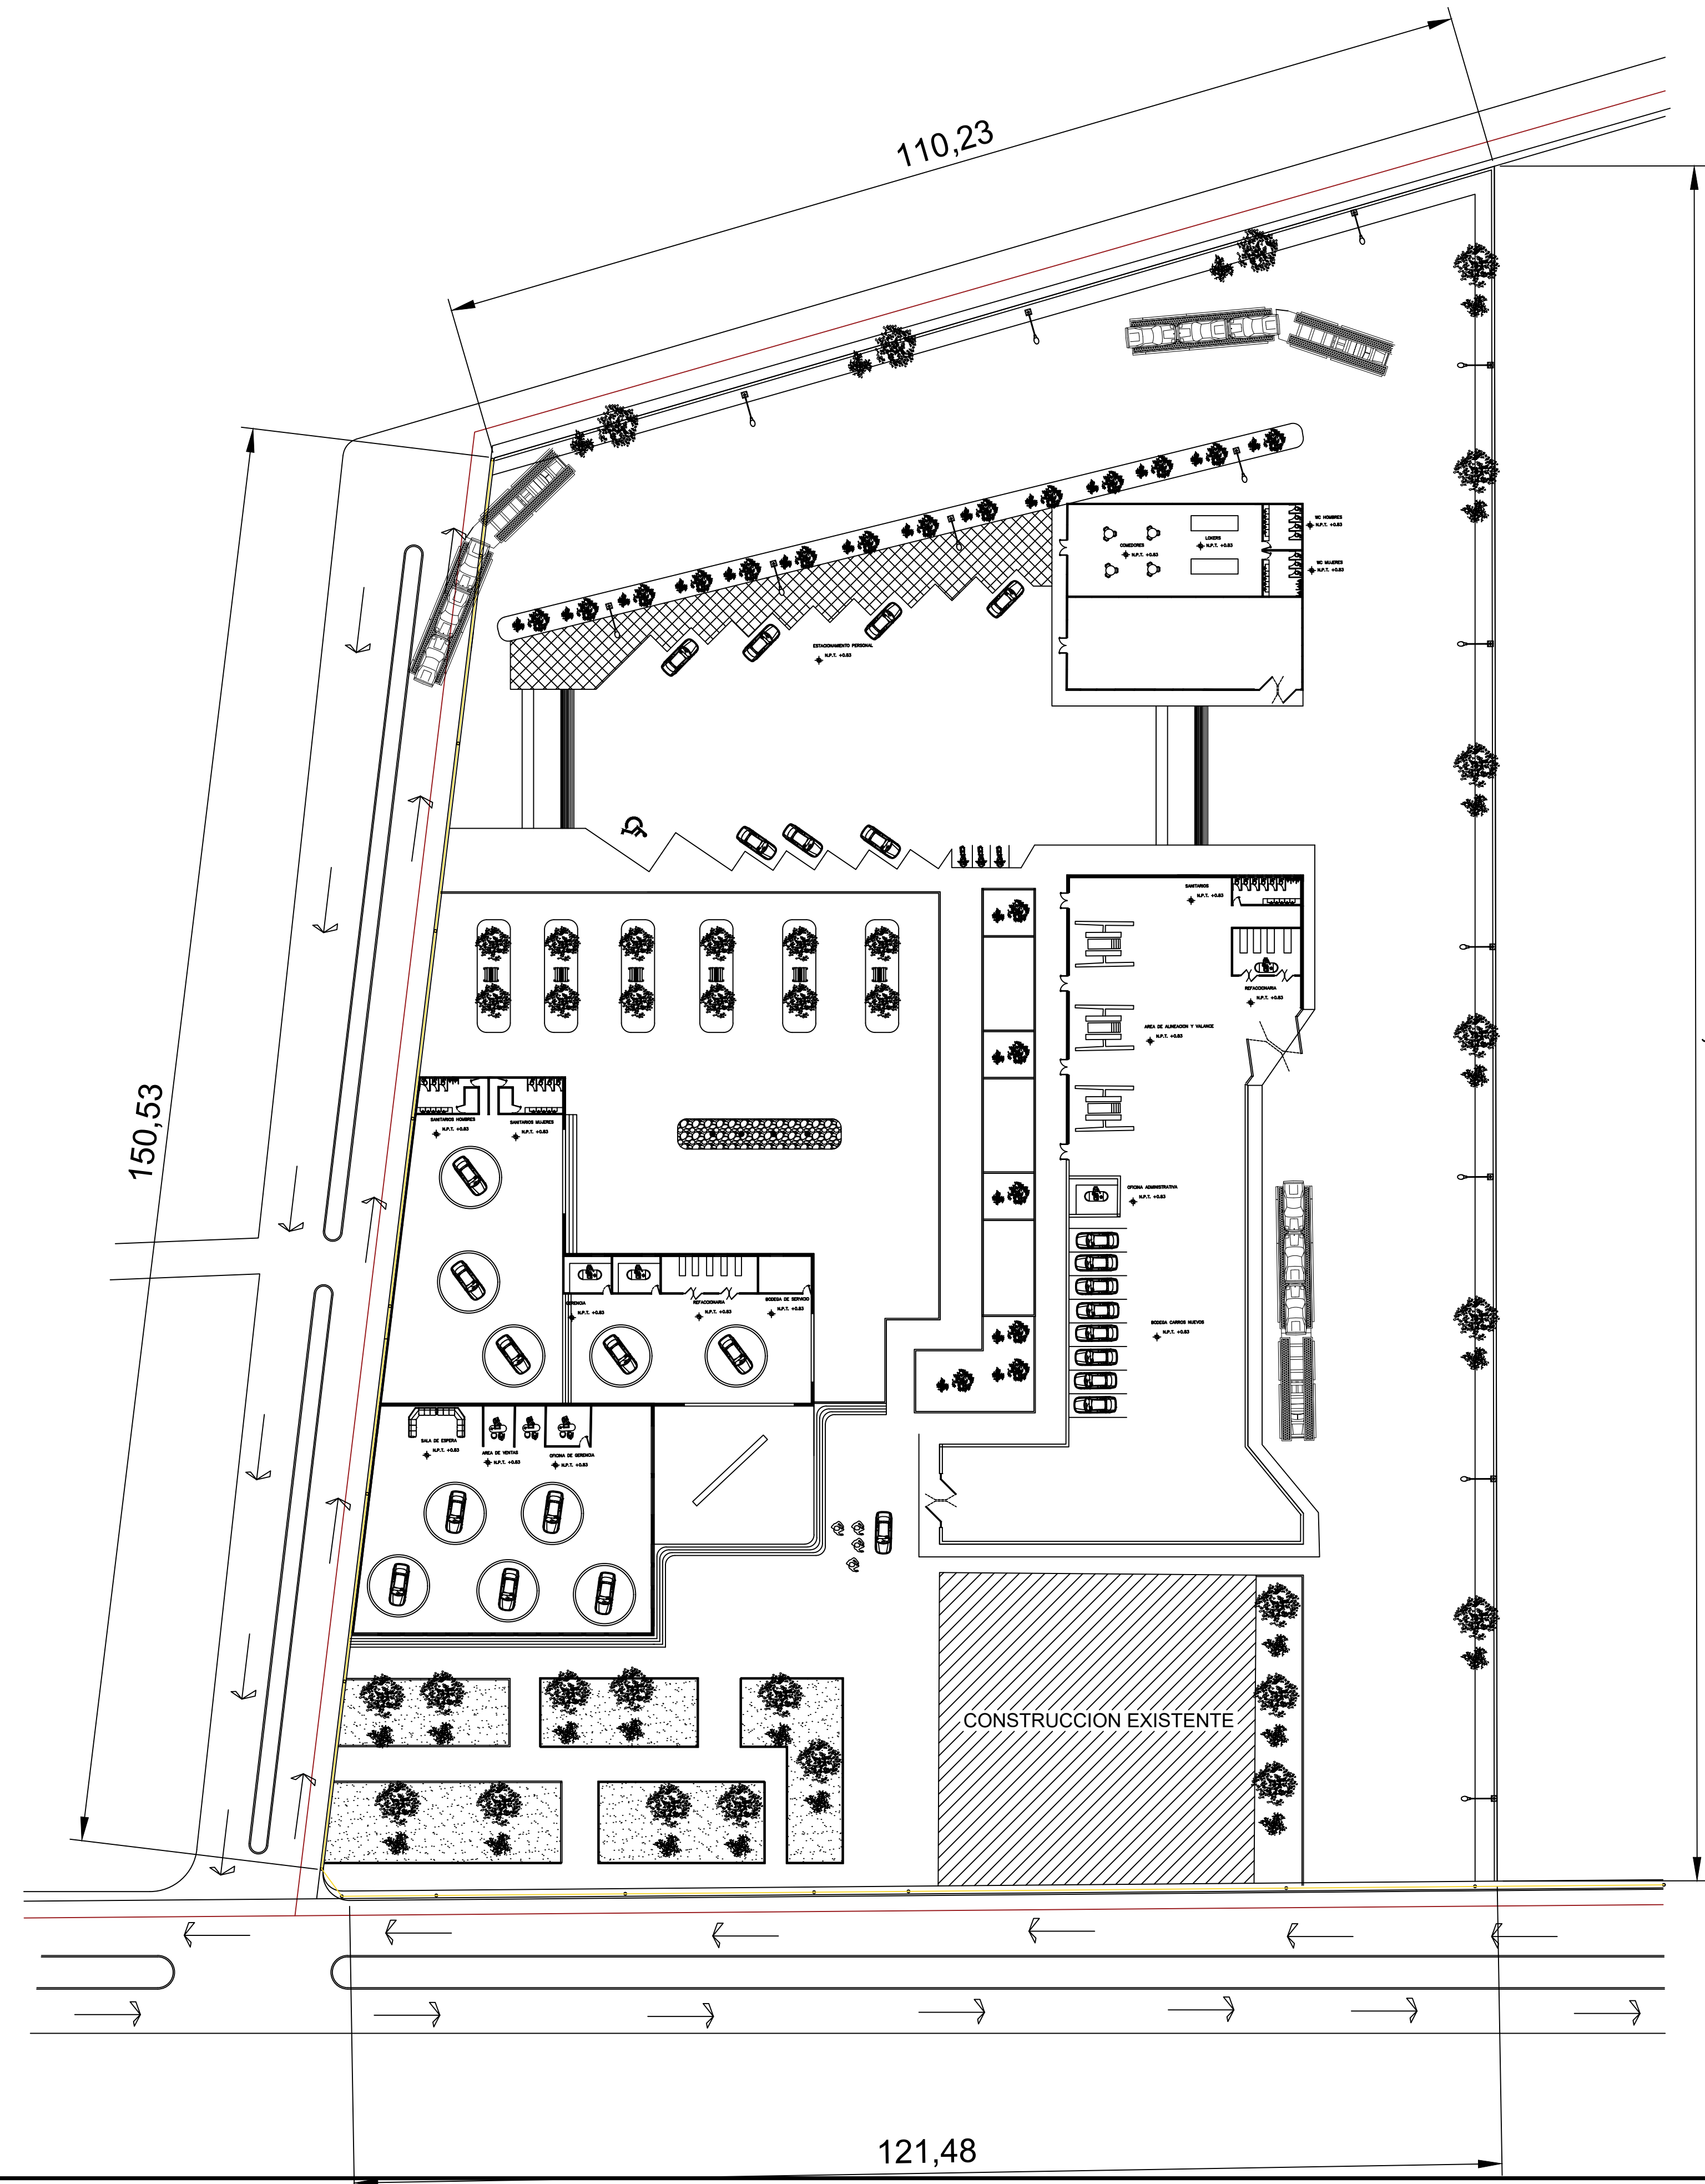 110,23
WC HOMBRES
N.P.T. +0.83
LOKERS
N.P.T. +0.83
COMEDORES
N.P.T. +0.83
WC MUJERES
N.P.T. +0.83
ESTACIONAMIENTO PERSONAL
N.P.T. +0.83
SANITARIOS
N.P.T. +0.83
REFACCIONARIA
N.P.T. +0.83
AREA DE ALINEACION Y VALANCE
N.P.T. +0.83
150,53
SANITARIOS HOMBRES
N.P.T. +0.83
SANITARIOS MUJERES
N.P.T. +0.83
OFICINA ADMINISTRATIVA
N.P.T. +0.83
GERENCIA
N.P.T. +0.83
REFACCIONARIA
N.P.T. +0.83
BODEGA DE SERVICIO
N.P.T. +0.83
BODEGA CARROS NUEVOS
N.P.T. +0.83
SALA DE ESPERA
N.P.T. +0.83
AREA DE VENTAS
N.P.T. +0.83
OFICINA DE GERENCIA
N.P.T. +0.83
CONSTRUCCION EXISTENTE
121,48